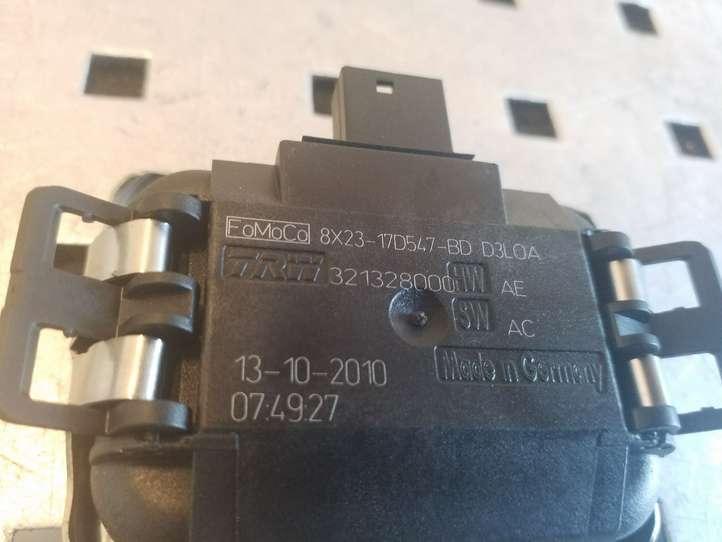 FoMoCo 8X23-17D547-BD D3LOA
TRW 321328000 HW AE
SW AC
13-10-2010
07:49:27
Made in Germany